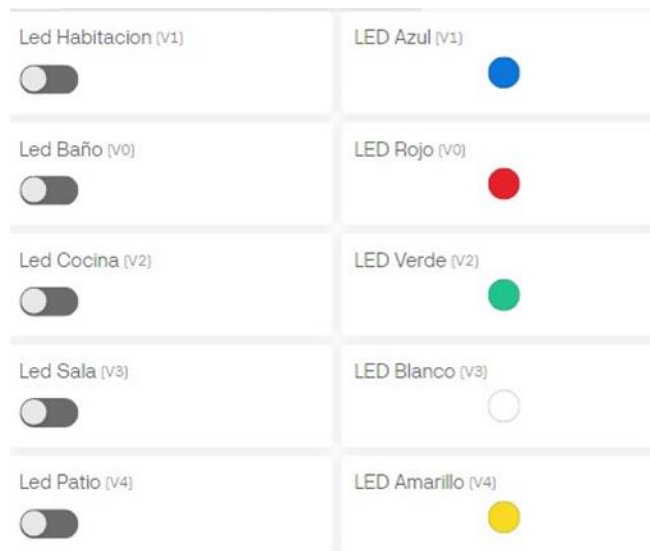 Led Habitacion (V1)
LED Azul (V1)
Led Baño (V0)
LED Rojo (V0)
Led Cocina (V2)
LED Verde (V2)
Led Sala (V3)
LED Blanco (V3)
Led Patio (V4)
LED Amarillo (V4)